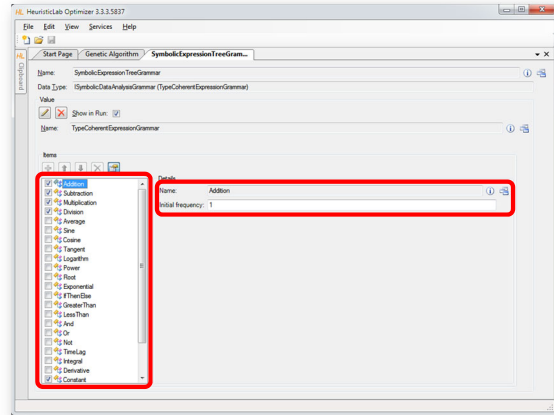 HL HeuristicLab Optimizer 3.3.3.5837
File Edit View Services Help
Start Page Genetic Algorithm SymbolicExpressionTreeGram...
HL Clipboard
Name: SymbolicExpressionTreeGrammar
Data Type: ISymbolicDataAnalysisGrammar (TypeCoherentExpressionGrammar)
Value
Show in Run:
Name: TypeCoherentExpressionGrammar
Items
Details
Name: Addition
Initial frequency: 1
Addition
Subtraction
Multiplication
Division
Average
Sine
Cosine
Tangent
Logarithm
Power
Root
Exponential
IfThenElse
GreaterThan
LessThan
And
Or
Not
TimeLag
Integral
Derivative
Constant